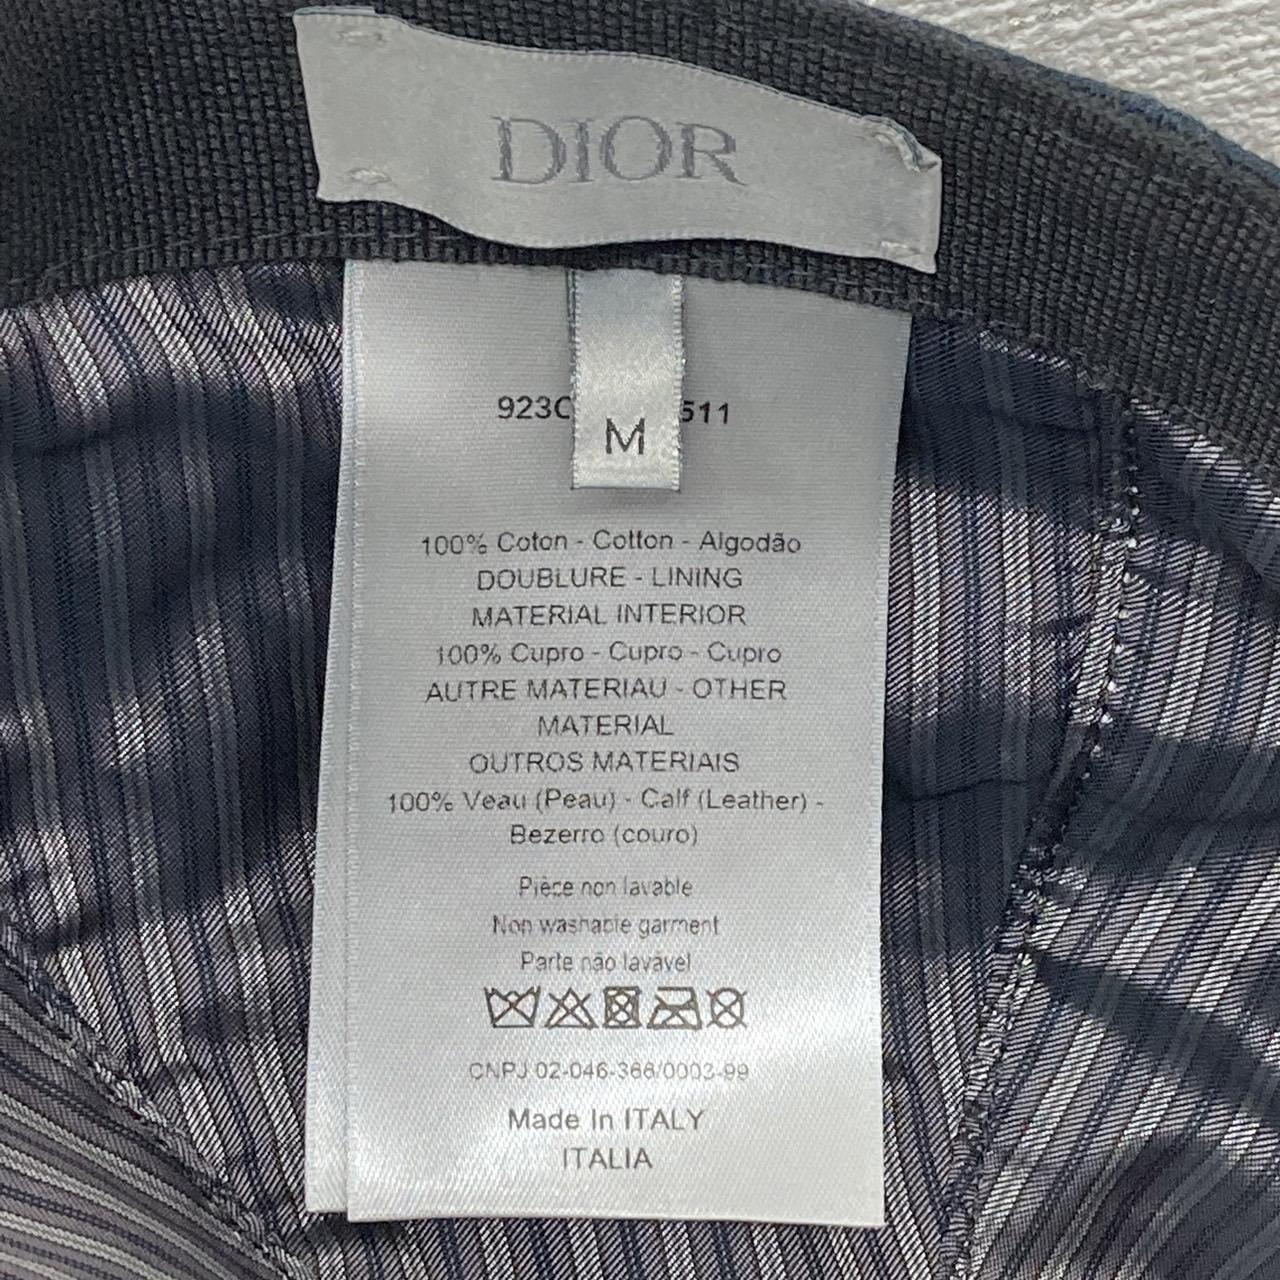 DIOR
923C 511
M
100% Coton - Cotton - Algodão
DOUBLURE - LINING
MATERIAL INTERIOR
100% Cupro - Cupro - Cupro
AUTRE MATERIAU - OTHER
MATERIAL
OUTROS MATERIAIS
100% Veau (Peau) - Calf (Leather) -
Bezerro (couro)
Pièce non lavable
Non washable garment
Parte não lavável
CNPJ 02-046-366/0003-99
Made In ITALY
ITALIA